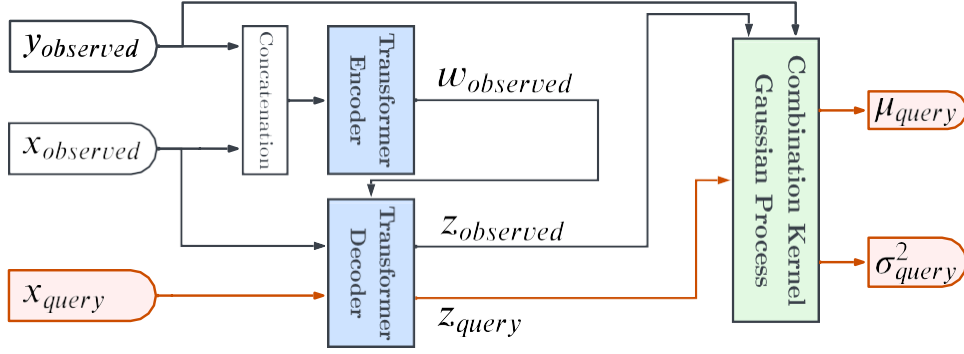 y_observed
x_observed
x_query
Concatenation
Transformer
Encoder
w_observed
Transformer
Decoder
z_observed
z_query
Combination Kernel
Gaussian Process
μ_query
σ²_query